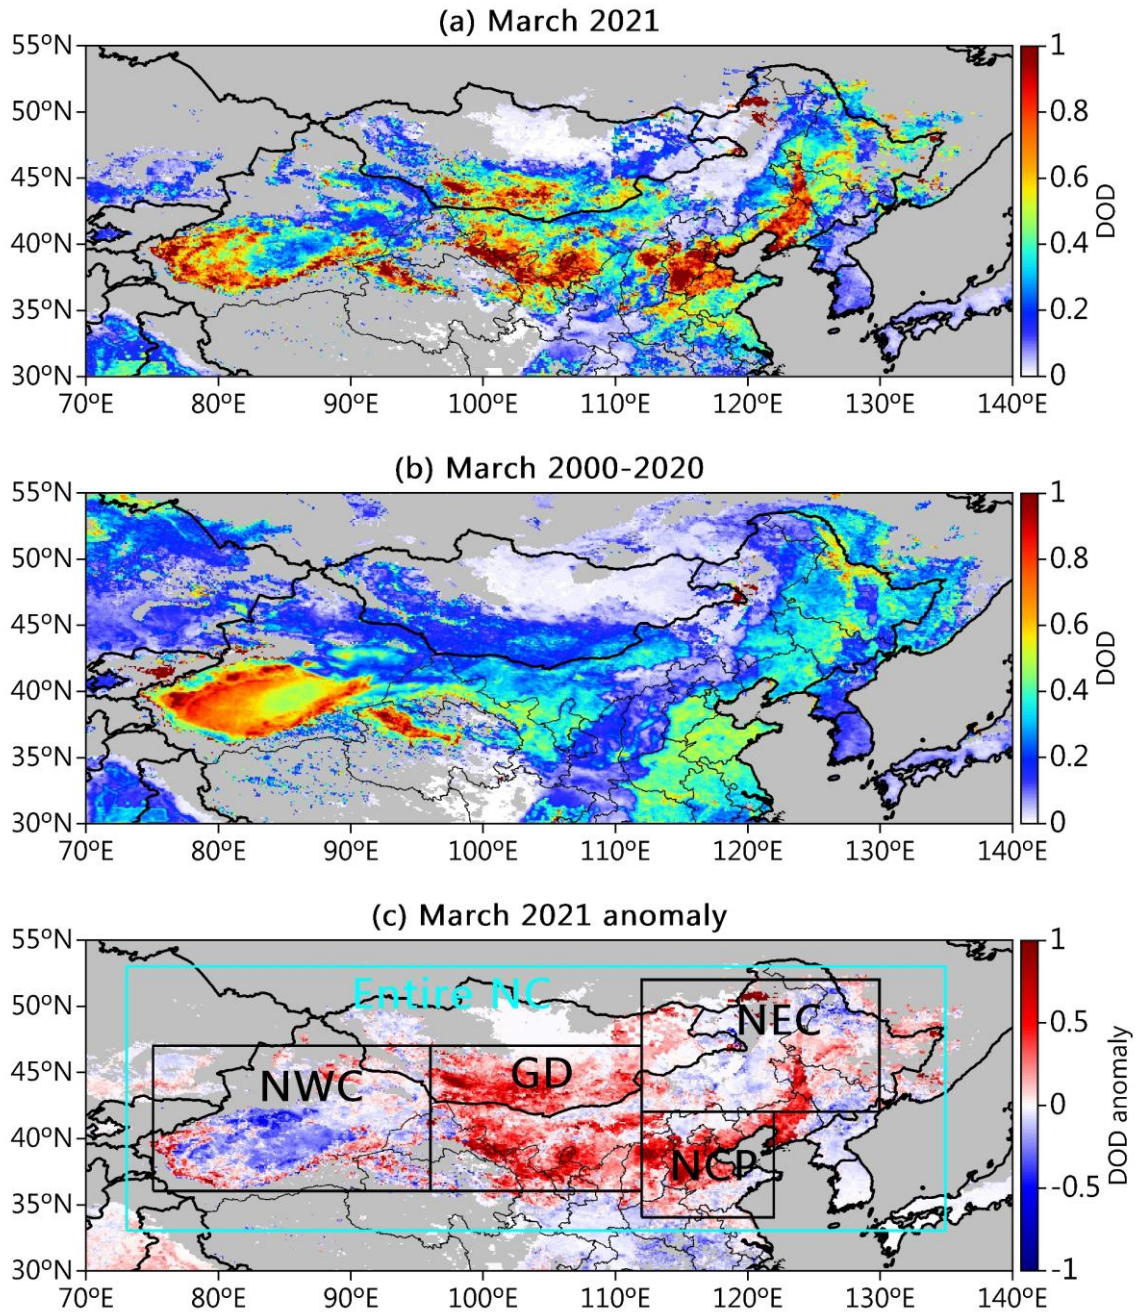 (a) March 2021
55°N
50°N
45°N
40°N
35°N
30°N
70°E 80°E 90°E 100°E 110°E 120°E 130°E 140°E
1
0.8
0.6
0.4
0.2
0
DOD
(b) March 2000-2020
55°N
50°N
45°N
40°N
35°N
30°N
70°E 80°E 90°E 100°E 110°E 120°E 130°E 140°E
1
0.8
0.6
0.4
0.2
0
DOD
(c) March 2021 anomaly
55°N
50°N
45°N
40°N
35°N
30°N
Entire NC
NEC
NWC
GD
NCP
70°E 80°E 90°E 100°E 110°E 120°E 130°E 140°E
1
0.5
0
-0.5
-1
DOD anomaly